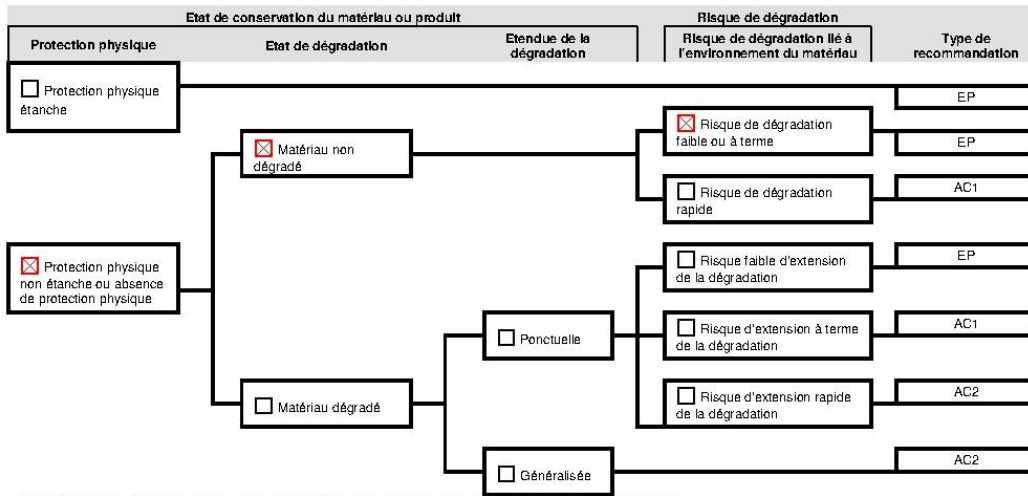 Etat de conservation du matériau ou produit
Risque de dégradation
Protection physique
Etat de dégradation
Etendue de la
dégradation
Risque de dégradation lié à
l'environnement du matériau
Type de
recommandation
Protection physique
étanche
EP
Matériau non
dégradé
Risque de dégradation
faible ou à terme
EP
Risque de dégradation
rapide
AC1
Protection physique
non étanche ou absence
de protection physique
Risque faible d'extension
de la dégradation
EP
Ponctuelle
Risque d'extension à terme
de la dégradation
AC1
Matériau dégradé
Risque d'extension rapide
de la dégradation
AC2
Généralisée
AC2